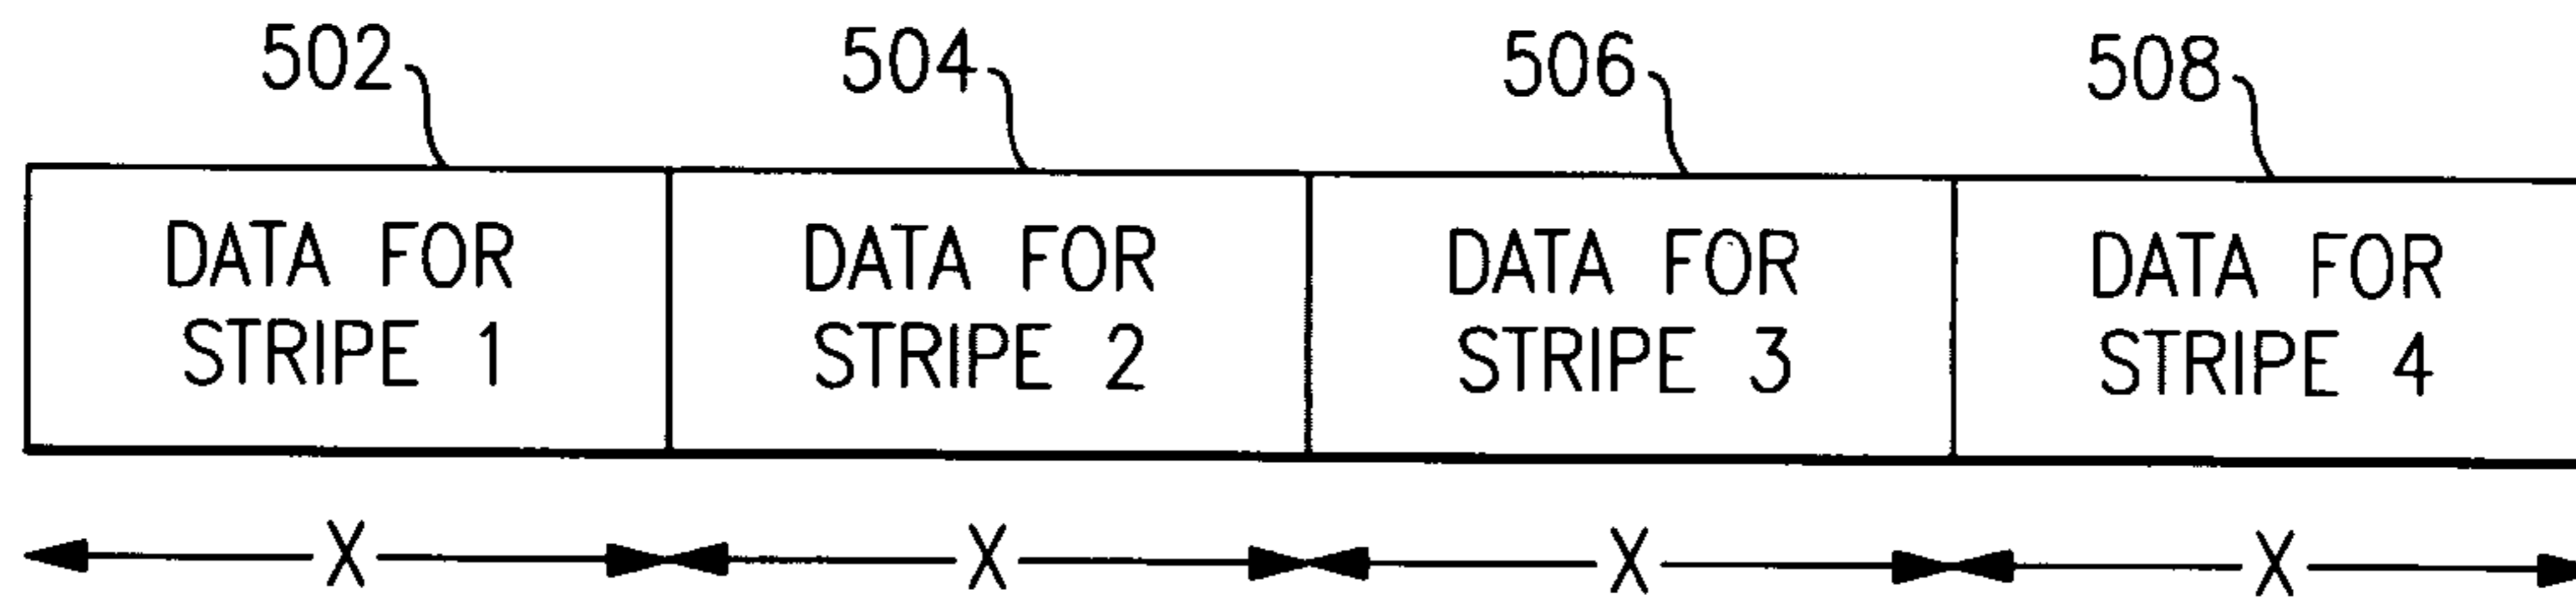 502 504 506 508
DATA FOR DATA FOR DATA FOR DATA FOR
STRIPE 1 STRIPE 2 STRIPE 3 STRIPE 4
X X X X